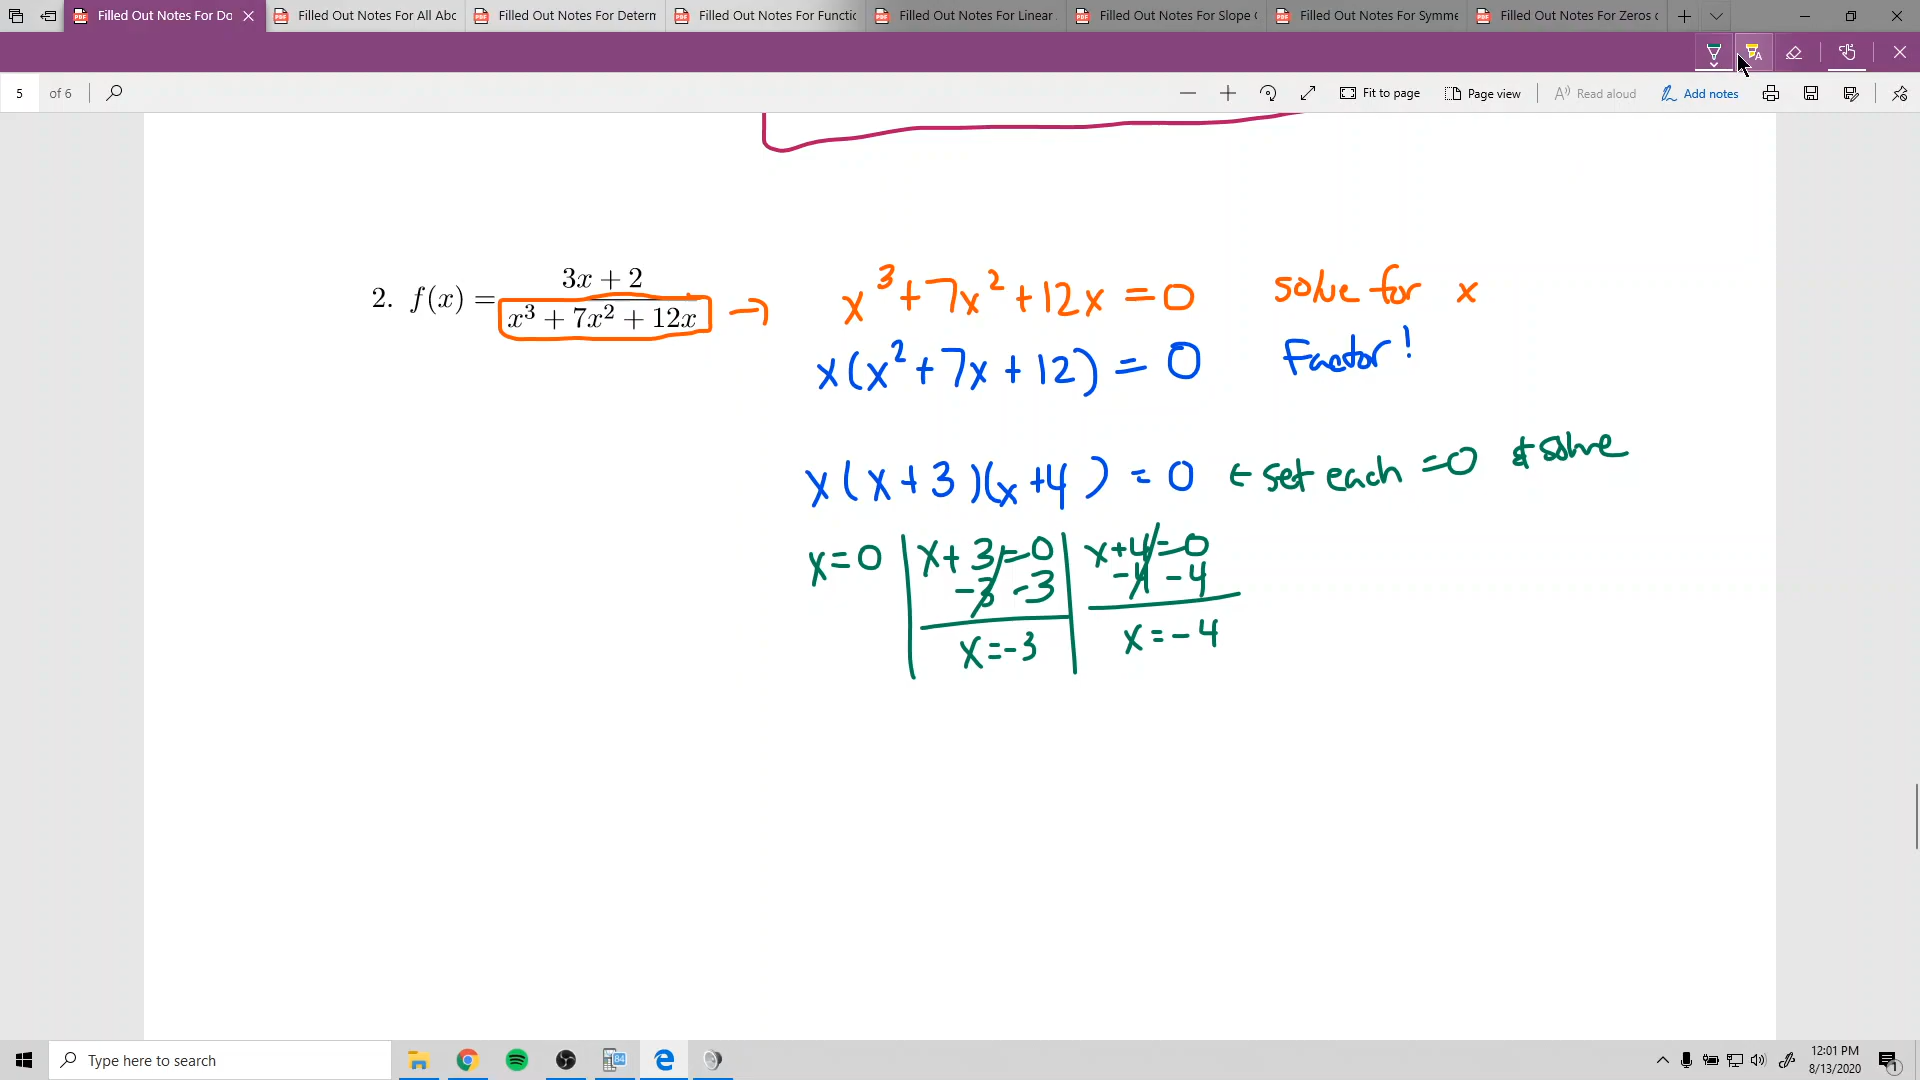 Filled Out Notes For Do
Filled Out Notes For All Abc
Filled Out Notes For Determ
Filled Out Notes For Functio
Filled Out Notes For Linear
Filled Out Notes For Slope
Filled Out Notes For Symme
Filled Out Notes For Zeros o
5 of 6
Fit to page
Page view
Read aloud
Add notes
2. f(x) = (3x + 2)/(x³ + 7x² + 12x) → x³ + 7x² + 12x = 0 solve for x
x(x² + 7x + 12) = 0 Factor!
x(x+3)(x+4) = 0 ← set each =0 & solve
x=0 | x+3=0 | x+4=0
-3 -3 | -4 -4
x=-3 | x=-4
Type here to search
84
12:01 PM
8/13/2020
1